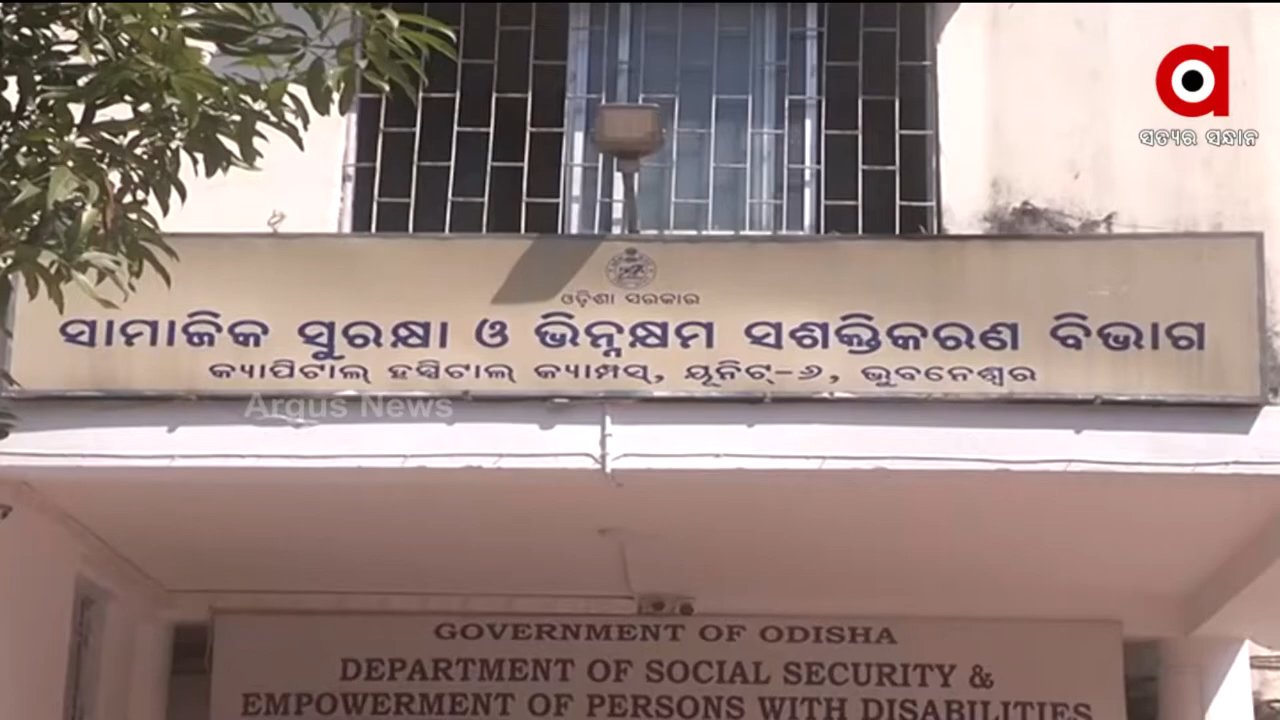 ସତ୍ୟର ସନ୍ଧାନ
ଓଡ଼ିଶା ସରକାର
ସାମାଜିକ ସୁରକ୍ଷା ଓ ଭିନ୍ନକ୍ଷମ ସଶକ୍ତିକରଣ ବିଭାଗ
କ୍ୟାପିଟାଲ୍ ହସ୍ପିଟାଲ୍ କ୍ୟାମ୍ପସ୍, ୟୁନିଟ୍-୬, ଭୁବନେଶ୍ୱର
Argus News
GOVERNMENT OF ODISHA
DEPARTMENT OF SOCIAL SECURITY &
EMPOWERMENT OF PERSONS WITH DISABILITIES